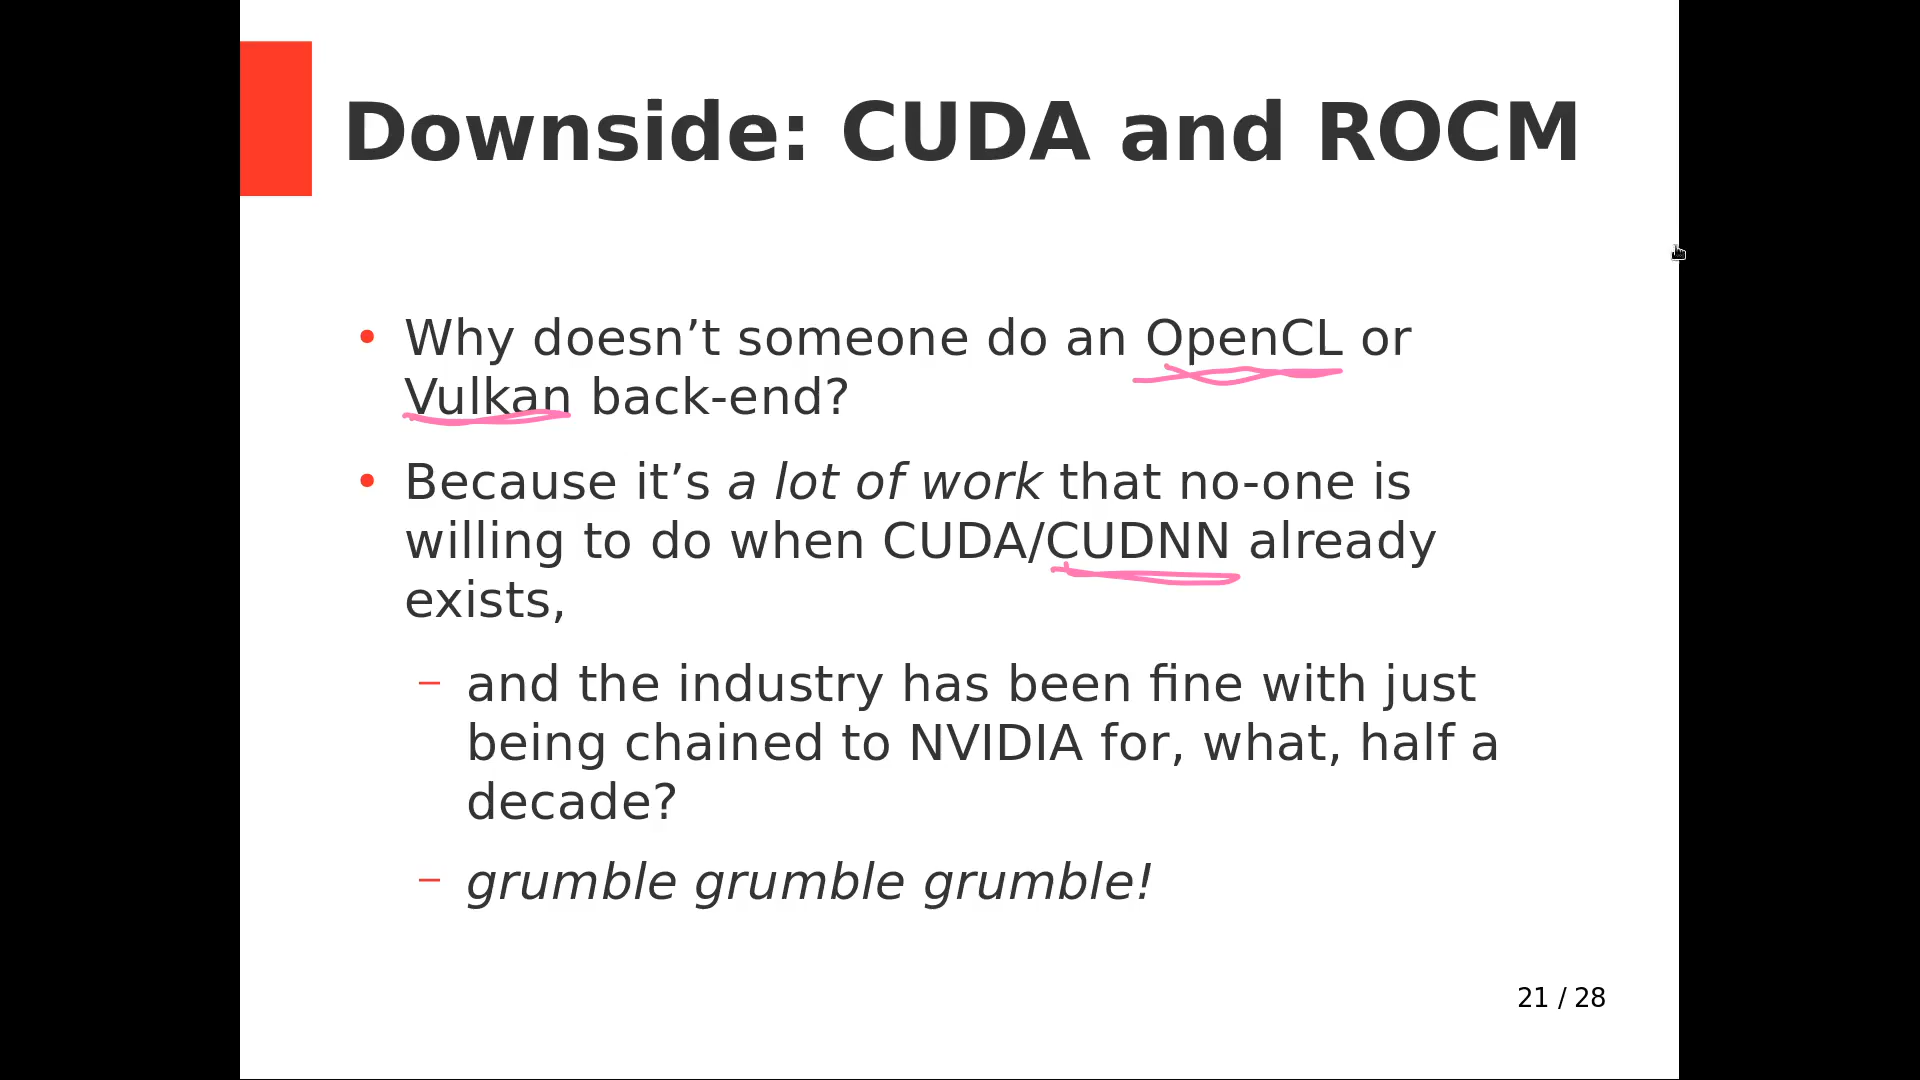 Downside: CUDA and ROCM
• Why doesn’t someone do an OpenCL or
Vulkan back-end?
• Because it’s a lot of work that no-one is
willing to do when CUDA/CUDNN already
exists,
– and the industry has been fine with just
being chained to NVIDIA for, what, half a
decade?
– grumble grumble grumble!
21 / 28